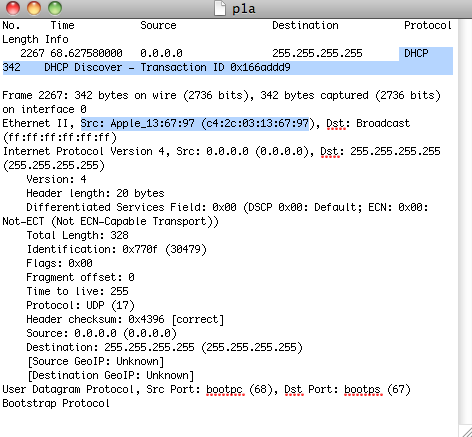 p1a
No. Time Source Destination Protocol
Length Info
2267 68.627580000 0.0.0.0 255.255.255.255 DHCP
342 DHCP Discover – Transaction ID 0x166addd9
Frame 2267: 342 bytes on wire (2736 bits), 342 bytes captured (2736 bits)
on interface 0
Ethernet II, Src: Apple_13:67:97 (c4:2c:03:13:67:97), Dst: Broadcast
(ff:ff:ff:ff:ff:ff)
Internet Protocol Version 4, Src: 0.0.0.0 (0.0.0.0), Dst: 255.255.255.255
(255.255.255.255)
Version: 4
Header length: 20 bytes
Differentiated Services Field: 0x00 (DSCP 0x00: Default; ECN: 0x00:
Not-ECT (Not ECN-Capable Transport))
Total Length: 328
Identification: 0x770f (30479)
Flags: 0x00
Fragment offset: 0
Time to live: 255
Protocol: UDP (17)
Header checksum: 0x4396 [correct]
Source: 0.0.0.0 (0.0.0.0)
Destination: 255.255.255.255 (255.255.255.255)
[Source GeoIP: Unknown]
[Destination GeoIP: Unknown]
User Datagram Protocol, Src Port: bootpc (68), Dst Port: bootps (67)
Bootstrap Protocol